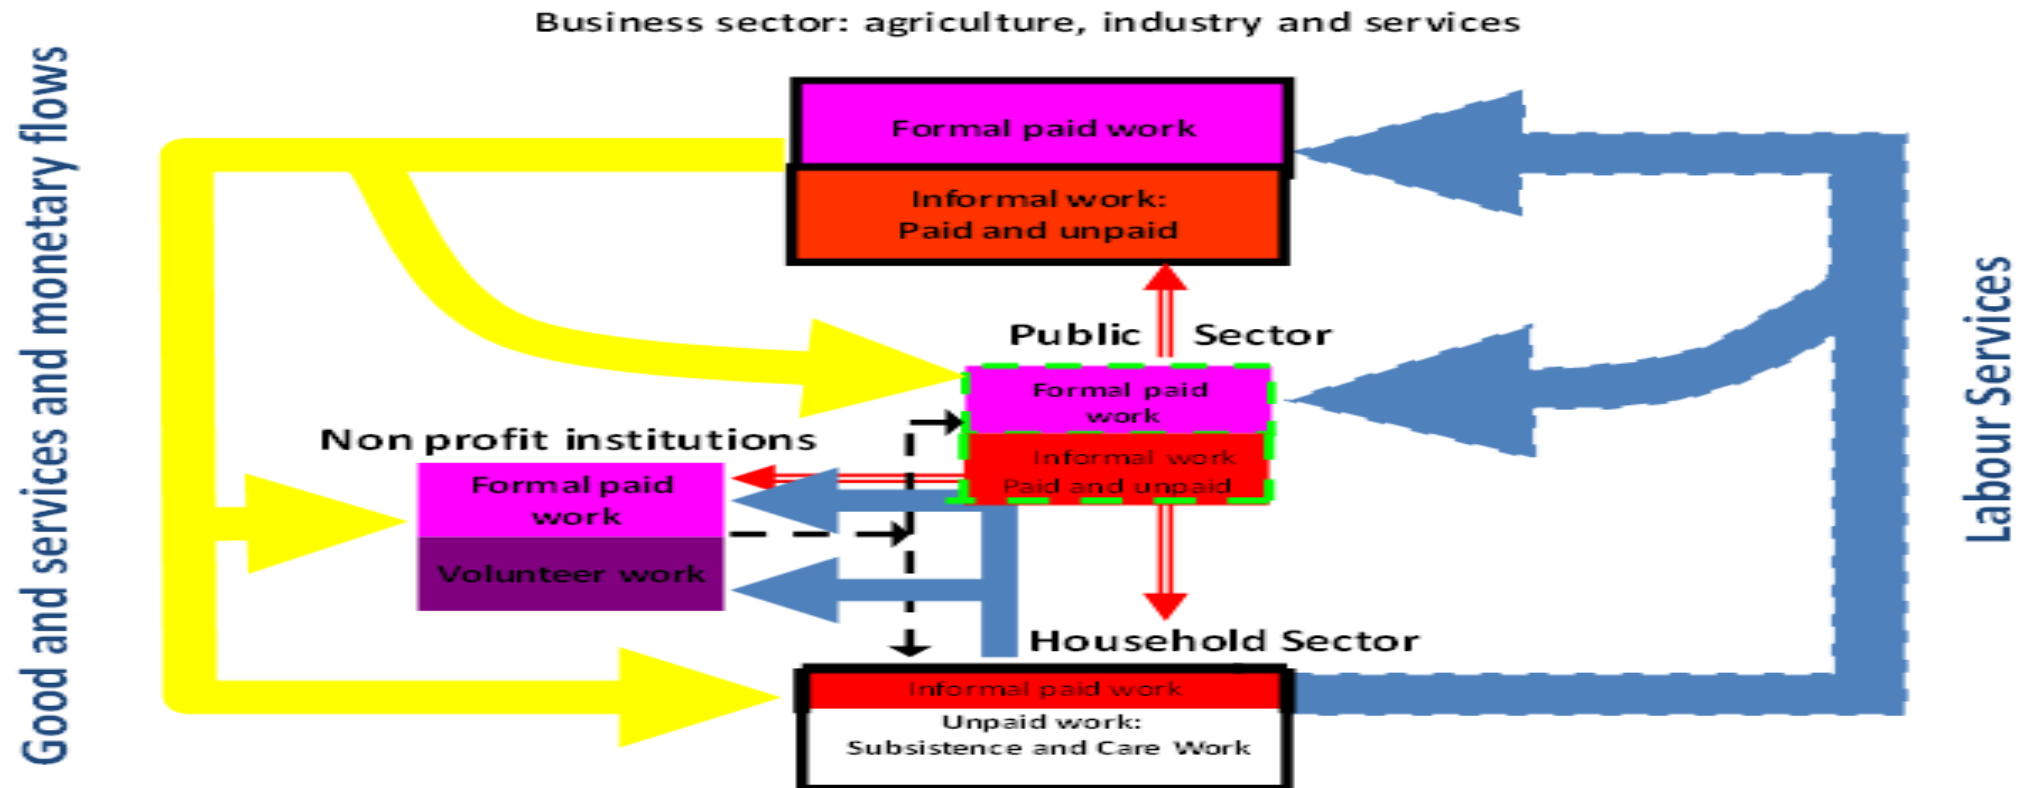 Business sector: agriculture, industry and services
Good and services and monetary flows
Formal paid work
Informal work:
Paid and unpaid
Public Sector
Formal paid
work
Informal work
Paid and unpaid
Non profit institutions
Formal paid
work
Volunteer work
Household Sector
Informal paid work
Unpaid work:
Subsistence and Care Work
Labour Services